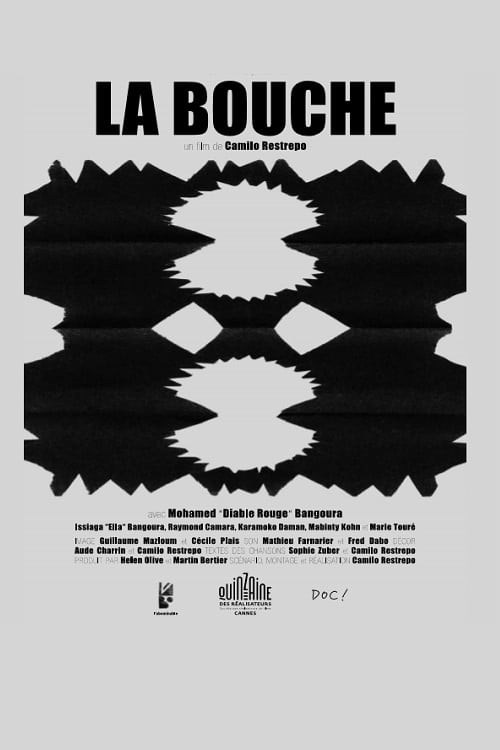 LA BOUCHE
un film de Camilo Restrepo
avec Mohamed "Diable Rouge" Bangoura
Issiaga "Ella" Bangoura, Raymond Camara, Karamoko Daman, Mabinty Kohn et Marie Touré
IMAGE Guillaume Mazloum et Cécile Plais SON Mathieu Farnarier et Fred Dabo DÉCOR
Aude Charrin et Camilo Restrepo TEXTES DES CHANSONS Sophie Zuber et Camilo Restrepo
PRODUIT PAR Helen Olive et Martin Bertier SCÉNARIO, MONTAGE et RÉALISATION Camilo Restrepo
l'abominable
QUINZAINE
DES RÉALISATEURS
CANNES
DOC!